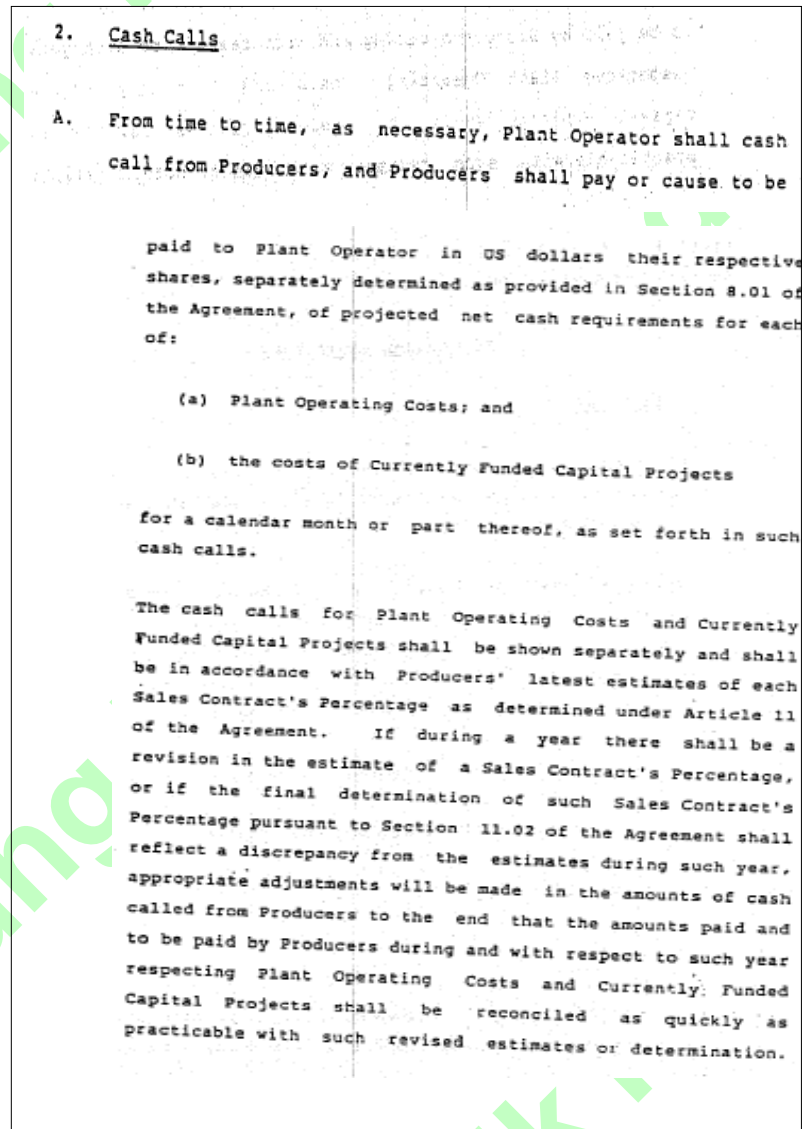 2. Cash Calls
A. From time to time, as necessary, Plant Operator shall cash
call from Producers, and Producers shall pay or cause to be
paid to Plant Operator in US dollars their respective
shares, separately determined as provided in Section 8.01 of
the Agreement, of projected net cash requirements for each
of:
(a) Plant Operating Costs; and
(b) the costs of Currently Funded Capital Projects
for a calendar month or part thereof, as set forth in such
cash calls.
The cash calls for Plant Operating Costs and Currently
Funded Capital Projects shall be shown separately and shall
be in accordance with Producers' latest estimates of each
Sales Contract's Percentage as determined under Article 11
of the Agreement. If during a year there shall be a
revision in the estimate of a Sales Contract's Percentage,
or if the final determination of such Sales Contract's
Percentage pursuant to Section 11.02 of the Agreement shall
reflect a discrepancy from the estimates during such year,
appropriate adjustments will be made in the amounts of cash
called from Producers to the end that the amounts paid and
to be paid by Producers during and with respect to such year
respecting Plant Operating Costs and Currently Funded
Capital Projects shall be reconciled as quickly as
practicable with such revised estimates or determination.